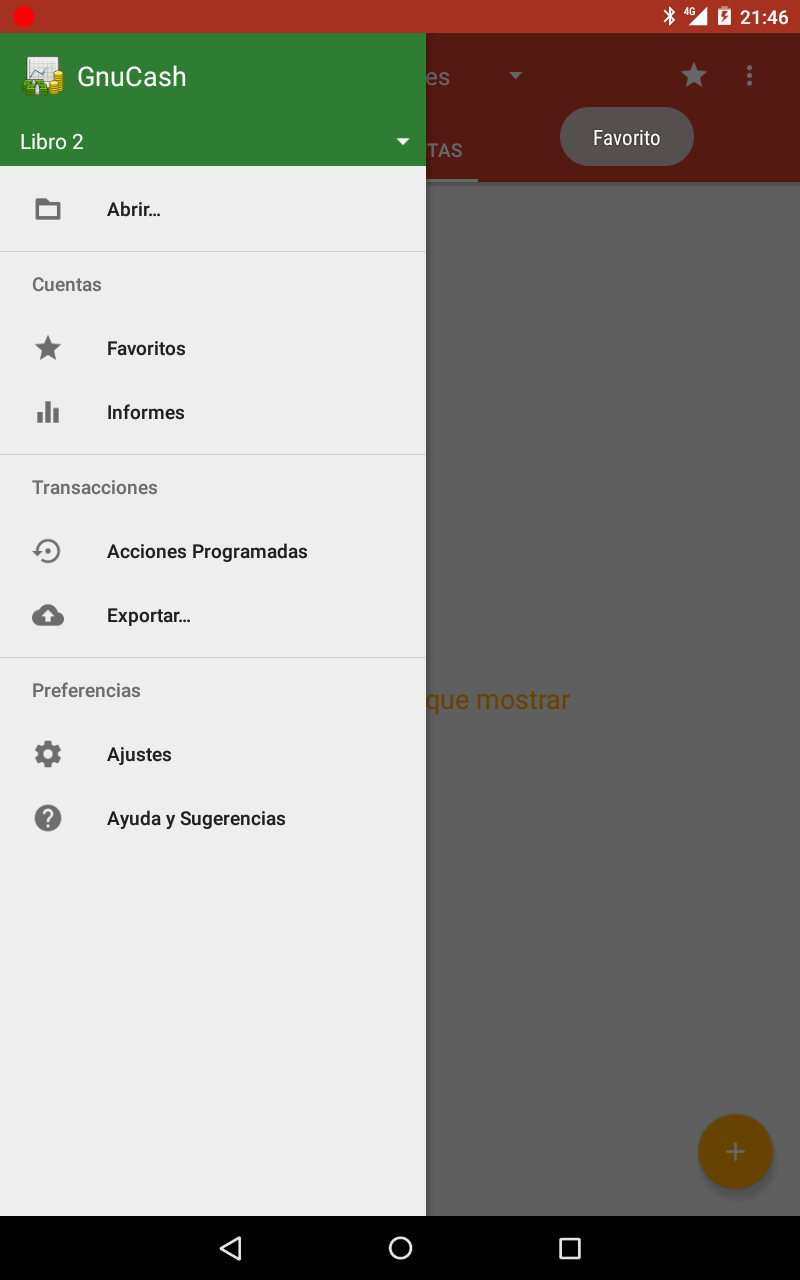 4G 21:46
GnuCash
es
Libro 2
TAS
Favorito
Abrir...
Cuentas
Favoritos
Informes
Transacciones
Acciones Programadas
Exportar...
Preferencias
que mostrar
Ajustes
Ayuda y Sugerencias